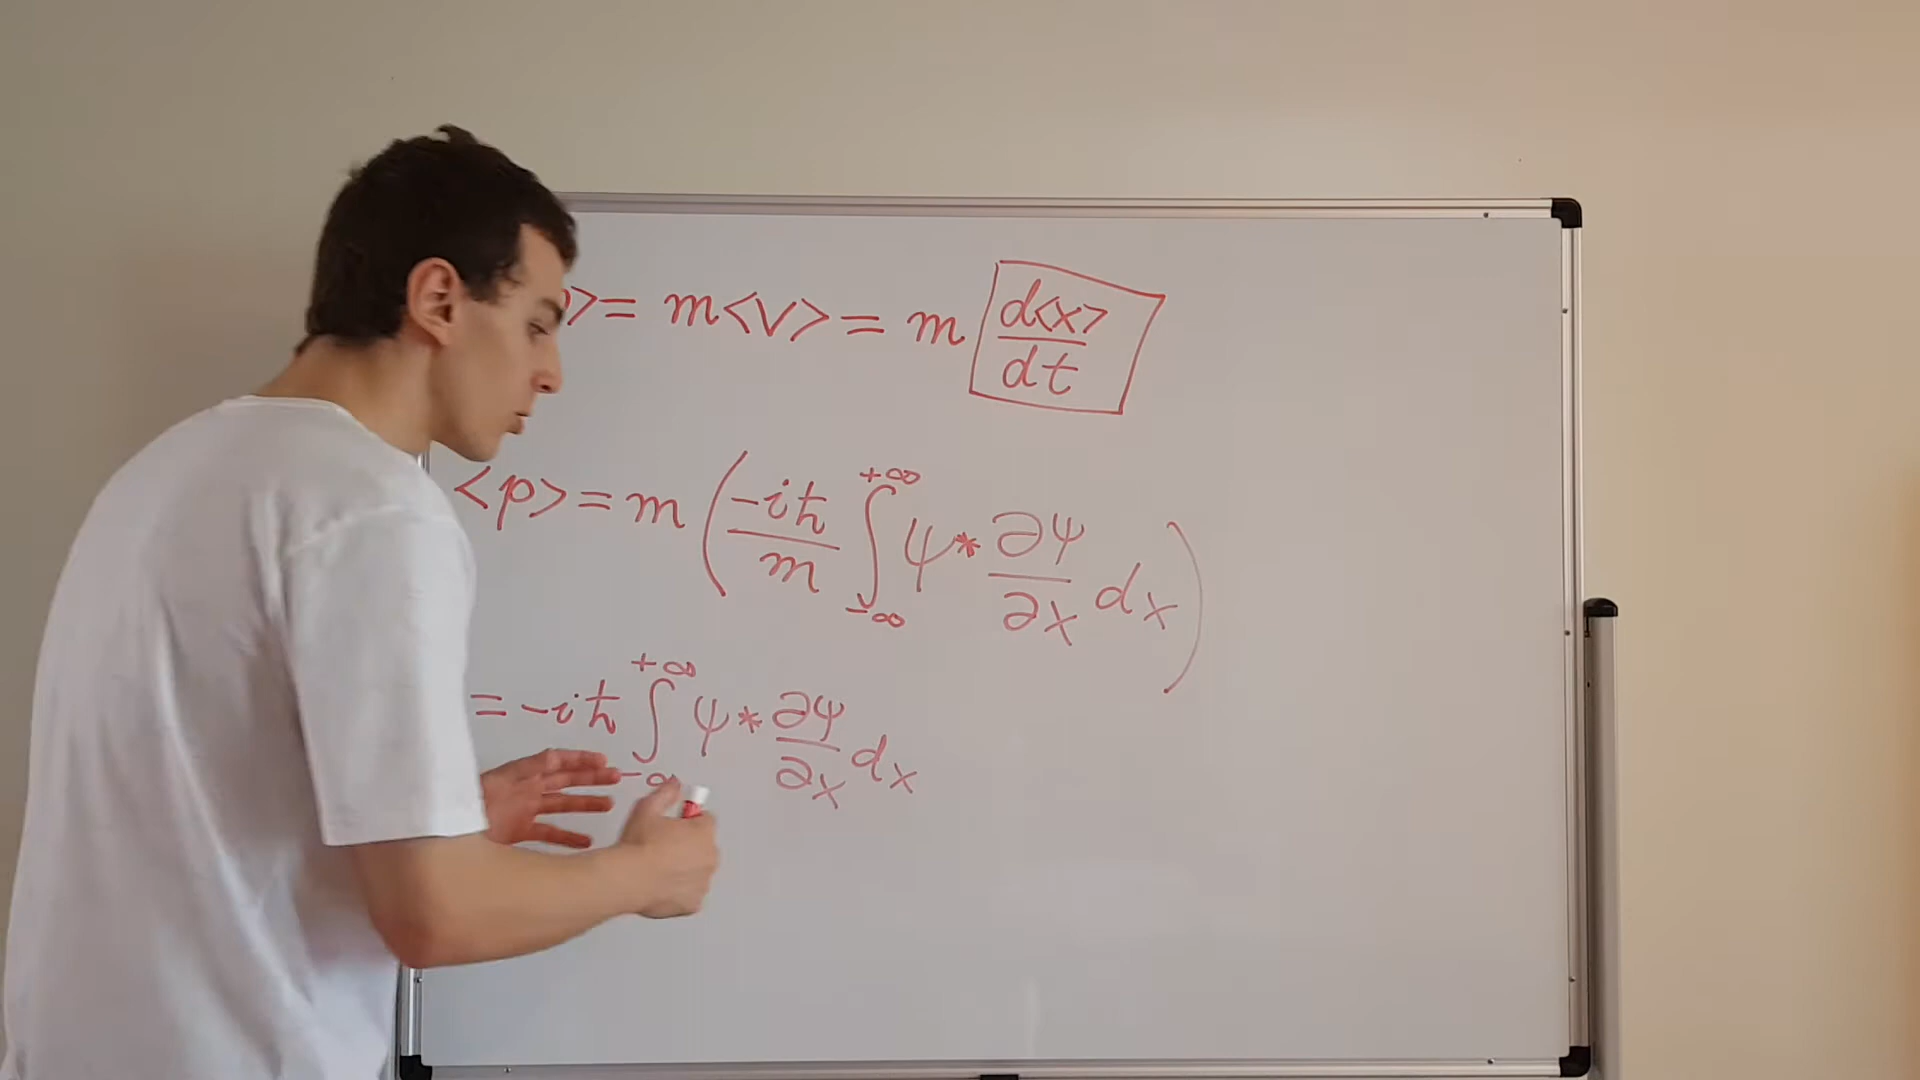 >= m<v> = m d<x>/dt
<p> = m (-iħ/m ∫_{-∞}^{+∞} ψ* ∂ψ/∂x dx)
= -iħ ∫_{-∞}^{+∞} ψ* ∂ψ/∂x dx